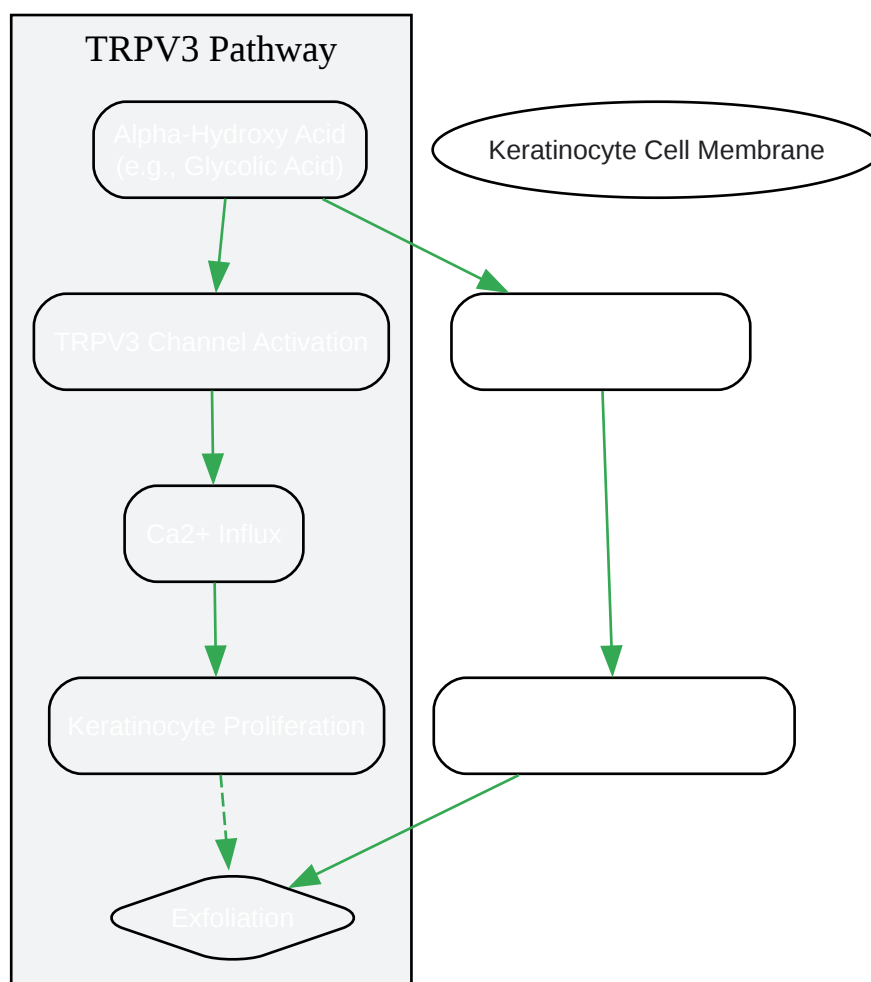 TRPV3 Pathway
Alpha-Hydroxy Acid
(e.g., Glycolic Acid)
Keratinocyte Cell Membrane
TRPV3 Channel Activation
Ca2+ Influx
Keratinocyte Proliferation
Exfoliation